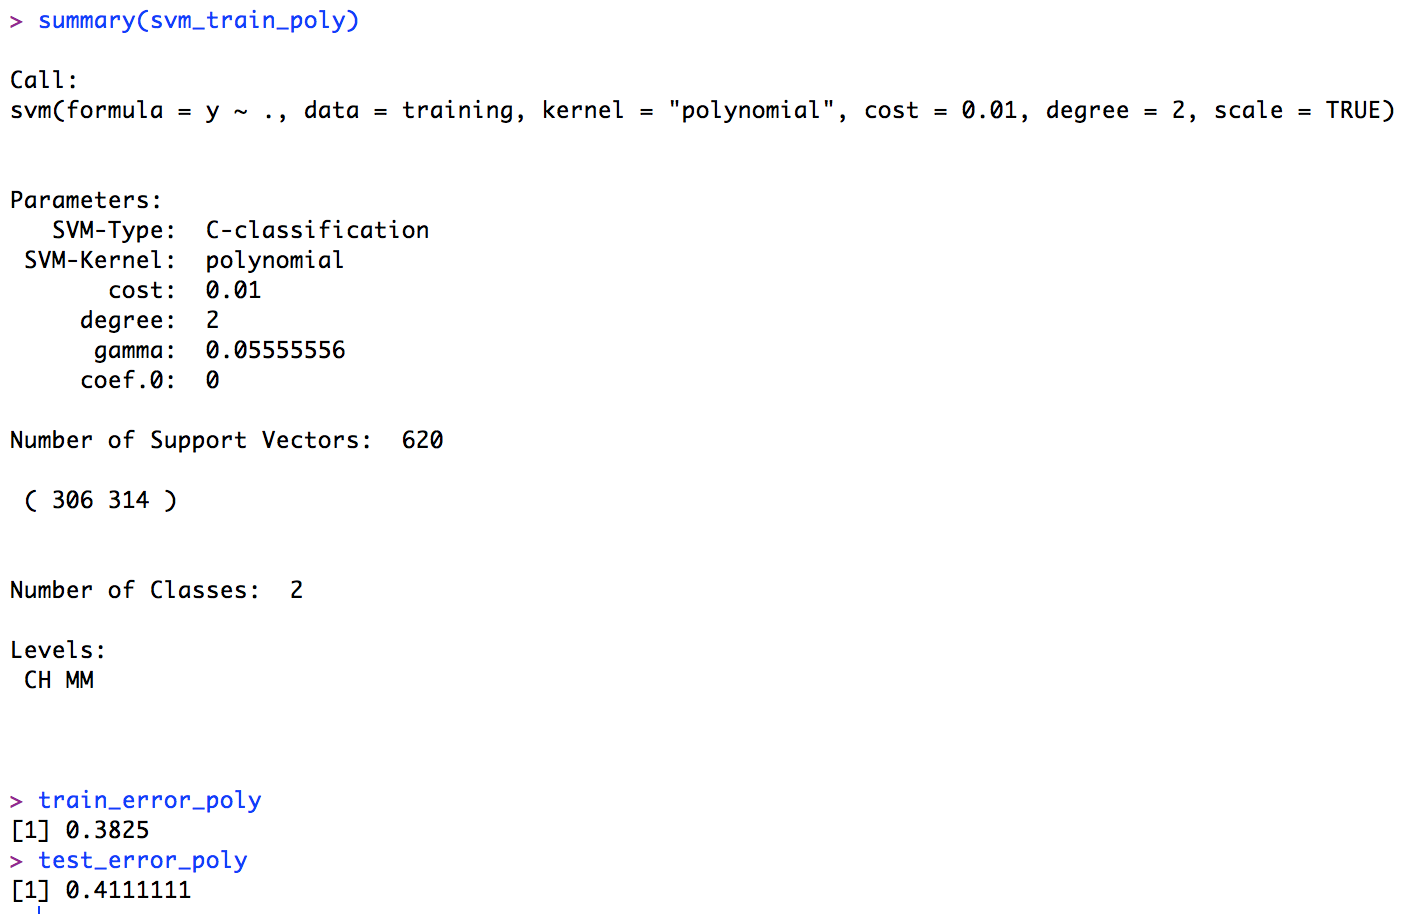 > summary(svm_train_poly)
Call:
svm(formula = y ~ ., data = training, kernel = "polynomial", cost = 0.01, degree = 2, scale = TRUE)
Parameters:
   SVM-Type:  C-classification
 SVM-Kernel:  polynomial
       cost:  0.01
     degree:  2
      gamma:  0.05555556
     coef.0:  0
Number of Support Vectors:  620
 ( 306 314 )
Number of Classes:  2
Levels:
 CH MM
> train_error_poly
[1] 0.3825
> test_error_poly
[1] 0.4111111